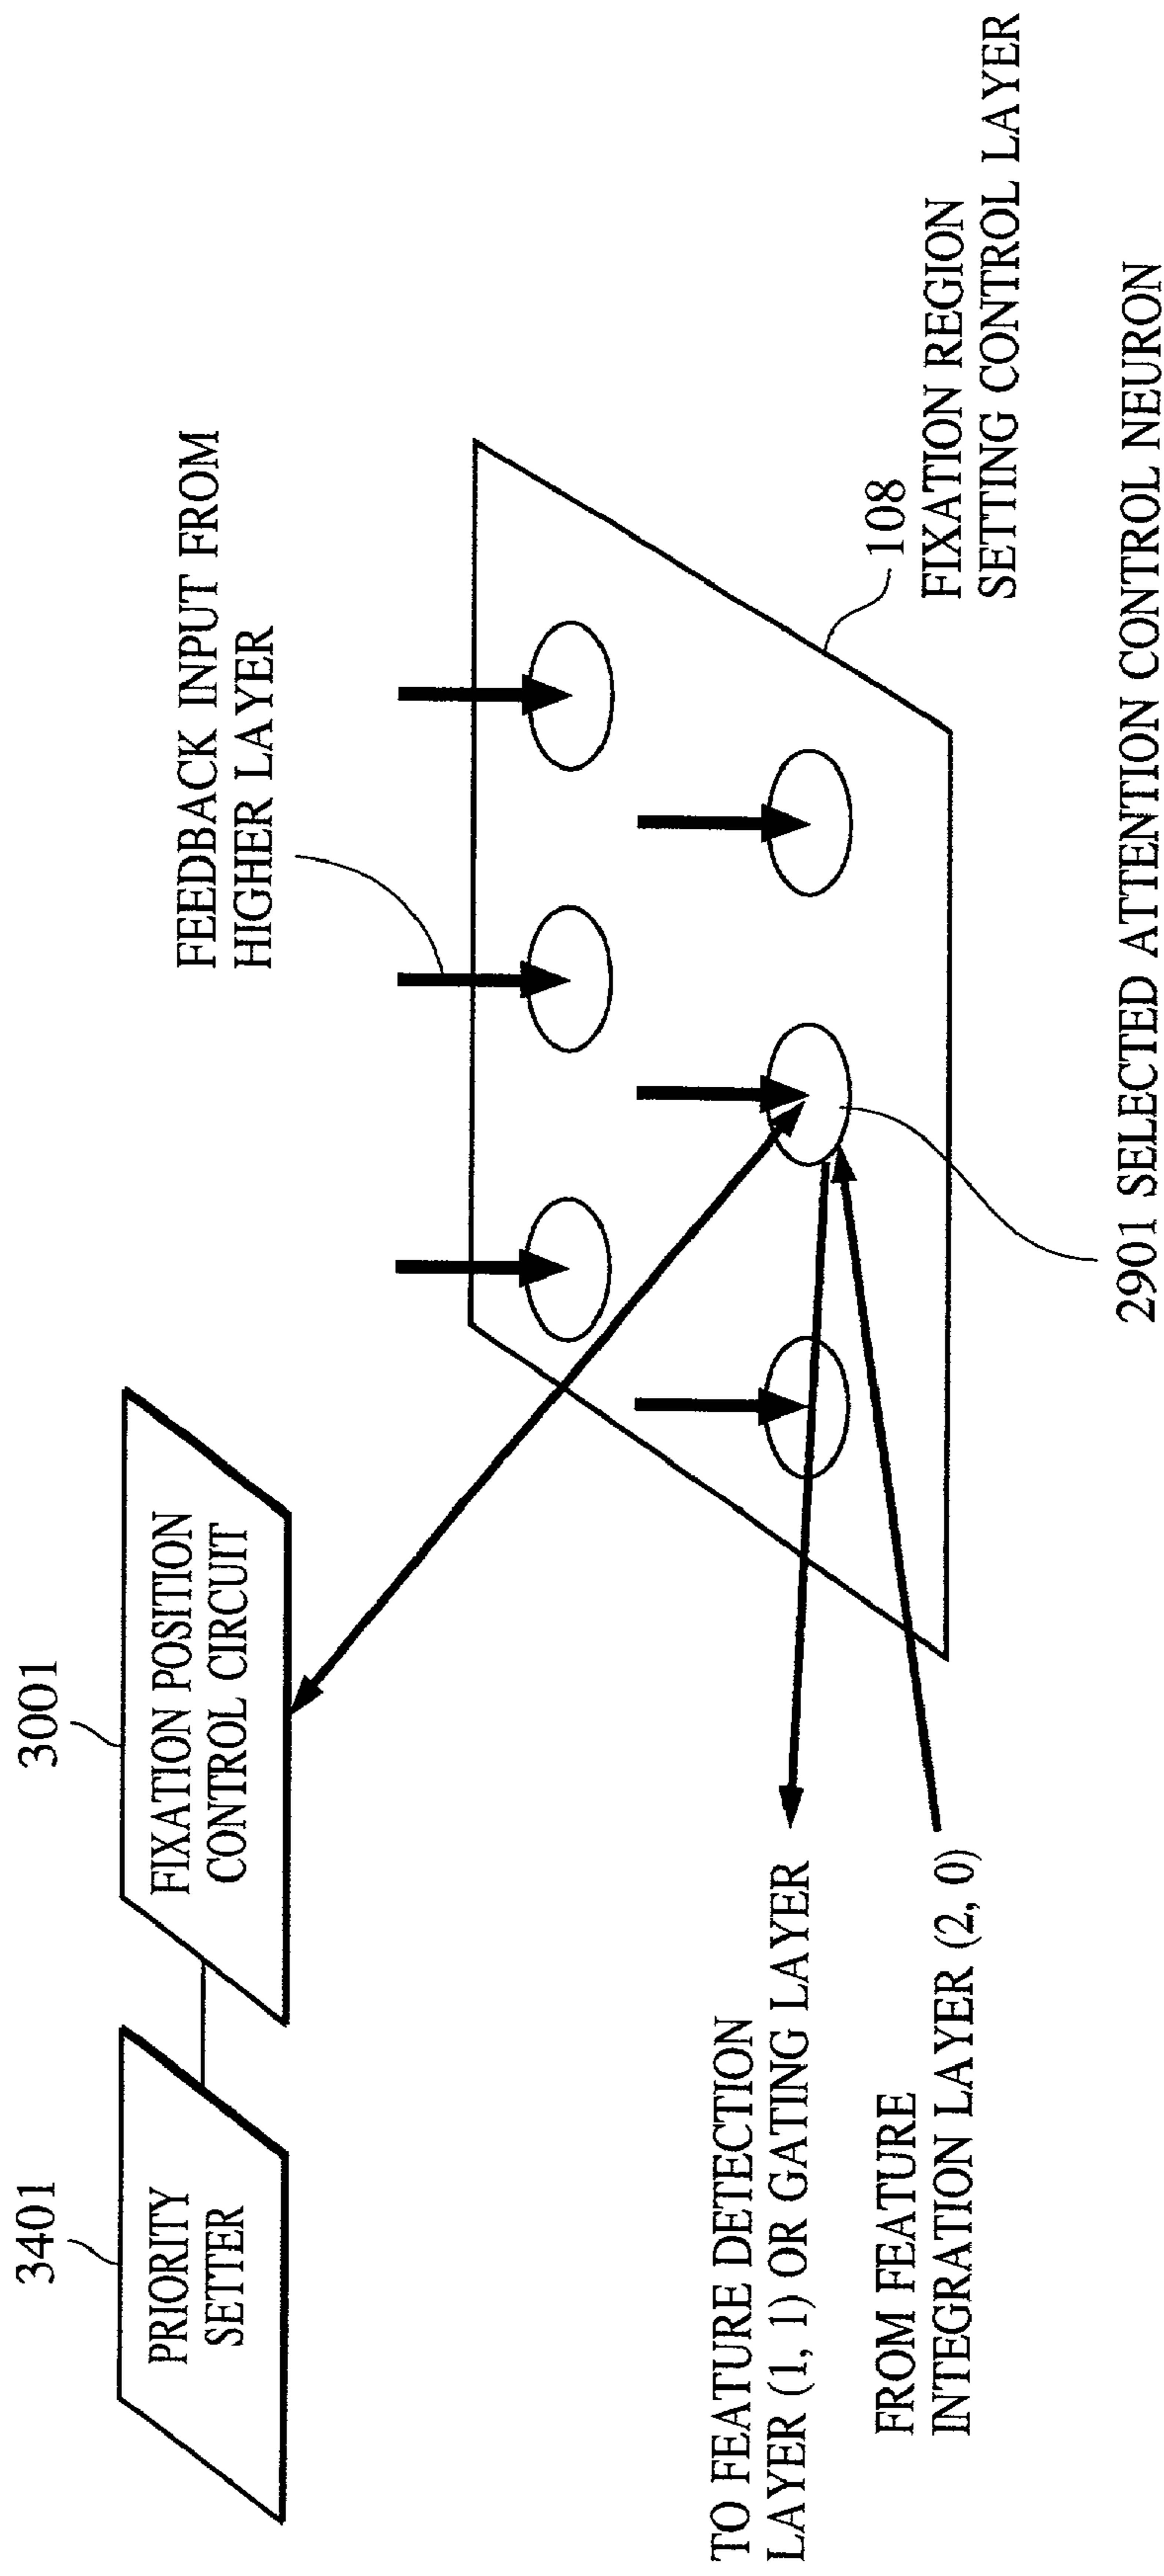 3401
PRIORITY
SETTER
3001
FIXATION POSITION
CONTROL CIRCUIT
FEEDBACK INPUT FROM
HIGHER LAYER
TO FEATURE DETECTION
LAYER (1, 1) OR GATING LAYER
FROM FEATURE
INTEGRATION LAYER (2, 0)
108
FIXATION REGION
SETTING CONTROL LAYER
2901 SELECTED ATTENTION CONTROL NEURON